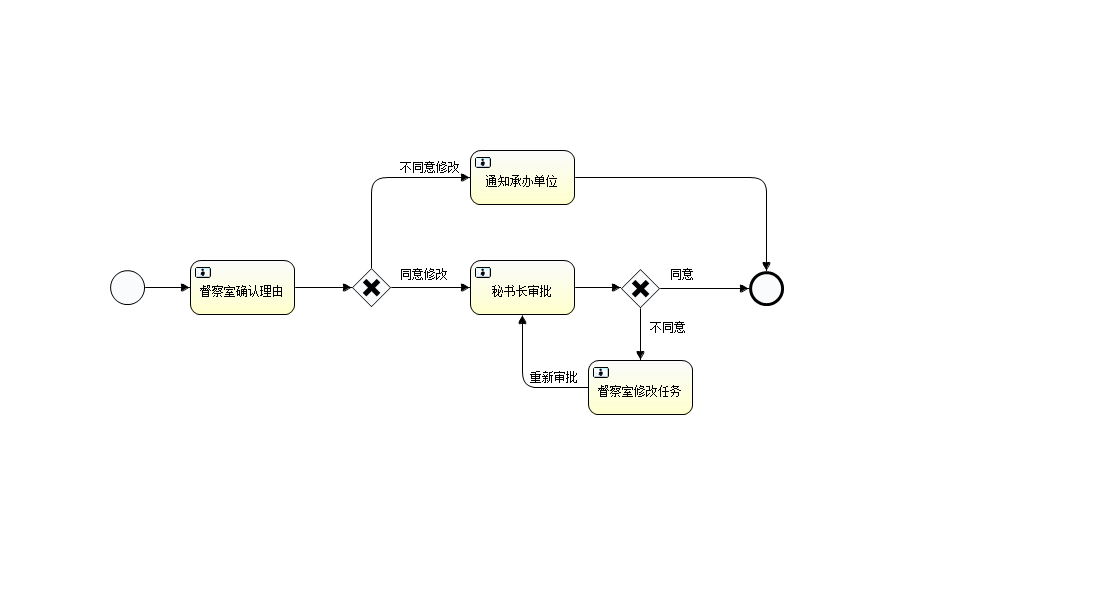 不同意修改
通知承办单位
督察室确认理由
同意修改
秘书长审批
同意
不同意
重新审批
督察室修改任务